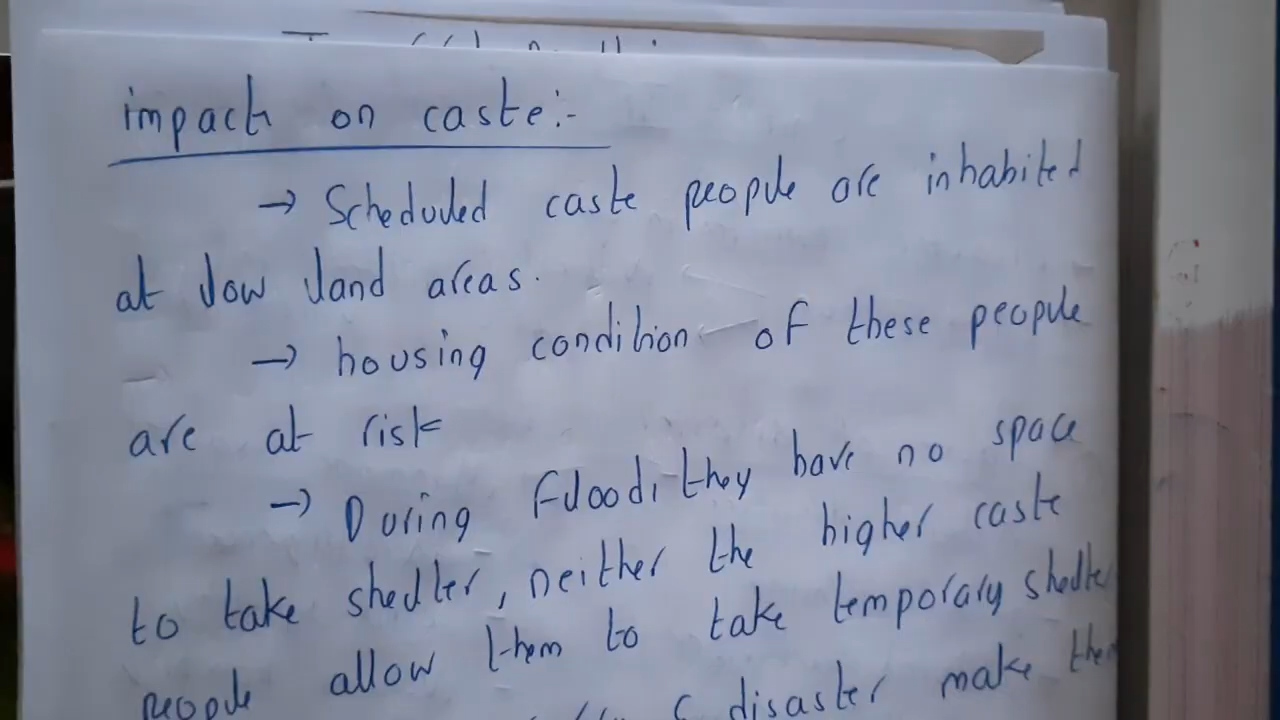 impact on caste:-
→ Scheduled caste people are inhabited
at low land areas.
→ housing condition of these people
are at risk
→ During flood, they have no space
to take shelter, neither the higher caste
people allow them to take temporary shelter
disaster make them